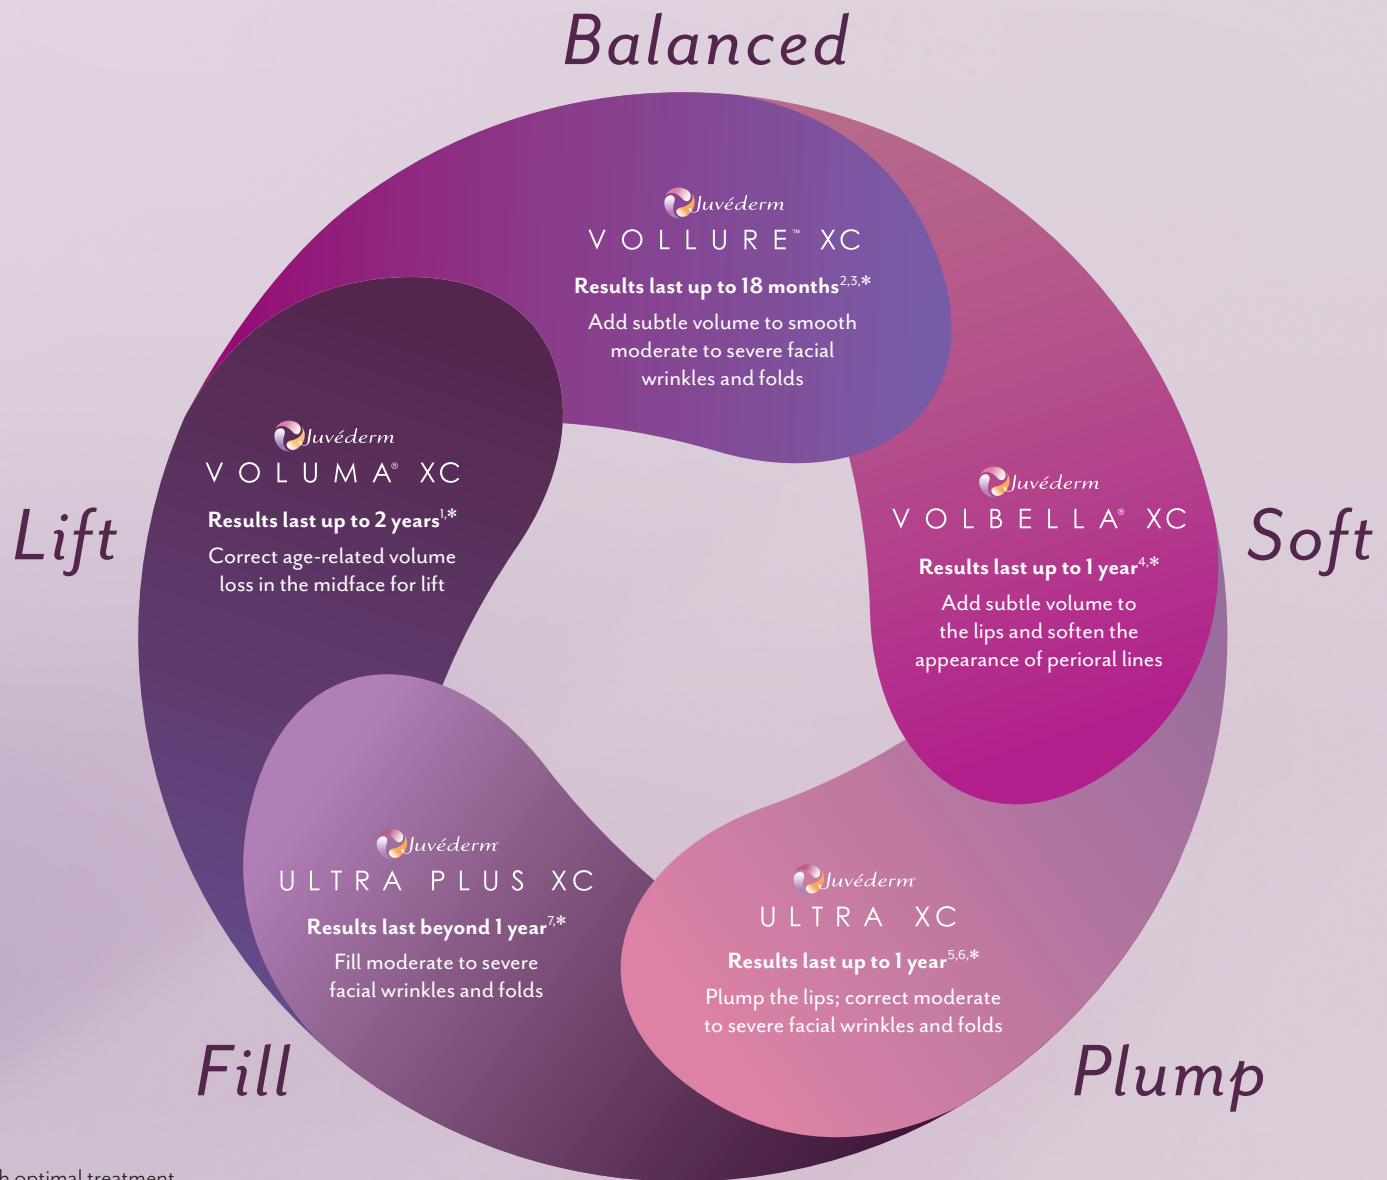 Balanced
Juvéderm
VOLLURE™ XC
Results last up to 18 months2,3,*
Add subtle volume to smooth
moderate to severe facial
wrinkles and folds
Lift
Juvéderm
VOLUMA® XC
Results last up to 2 years1,*
Correct age-related volume
loss in the midface for lift
Juvéderm
VOLBELLA® XC
Results last up to 1 year4,*
Add subtle volume to
the lips and soften the
appearance of perioral lines
Soft
Juvéderm
ULTRA PLUS XC
Results last beyond 1 year7,*
Fill moderate to severe
facial wrinkles and folds
Fill
Juvéderm
ULTRA XC
Results last up to 1 year5,6,*
Plump the lips; correct moderate
to severe facial wrinkles and folds
Plump
optimal treatment